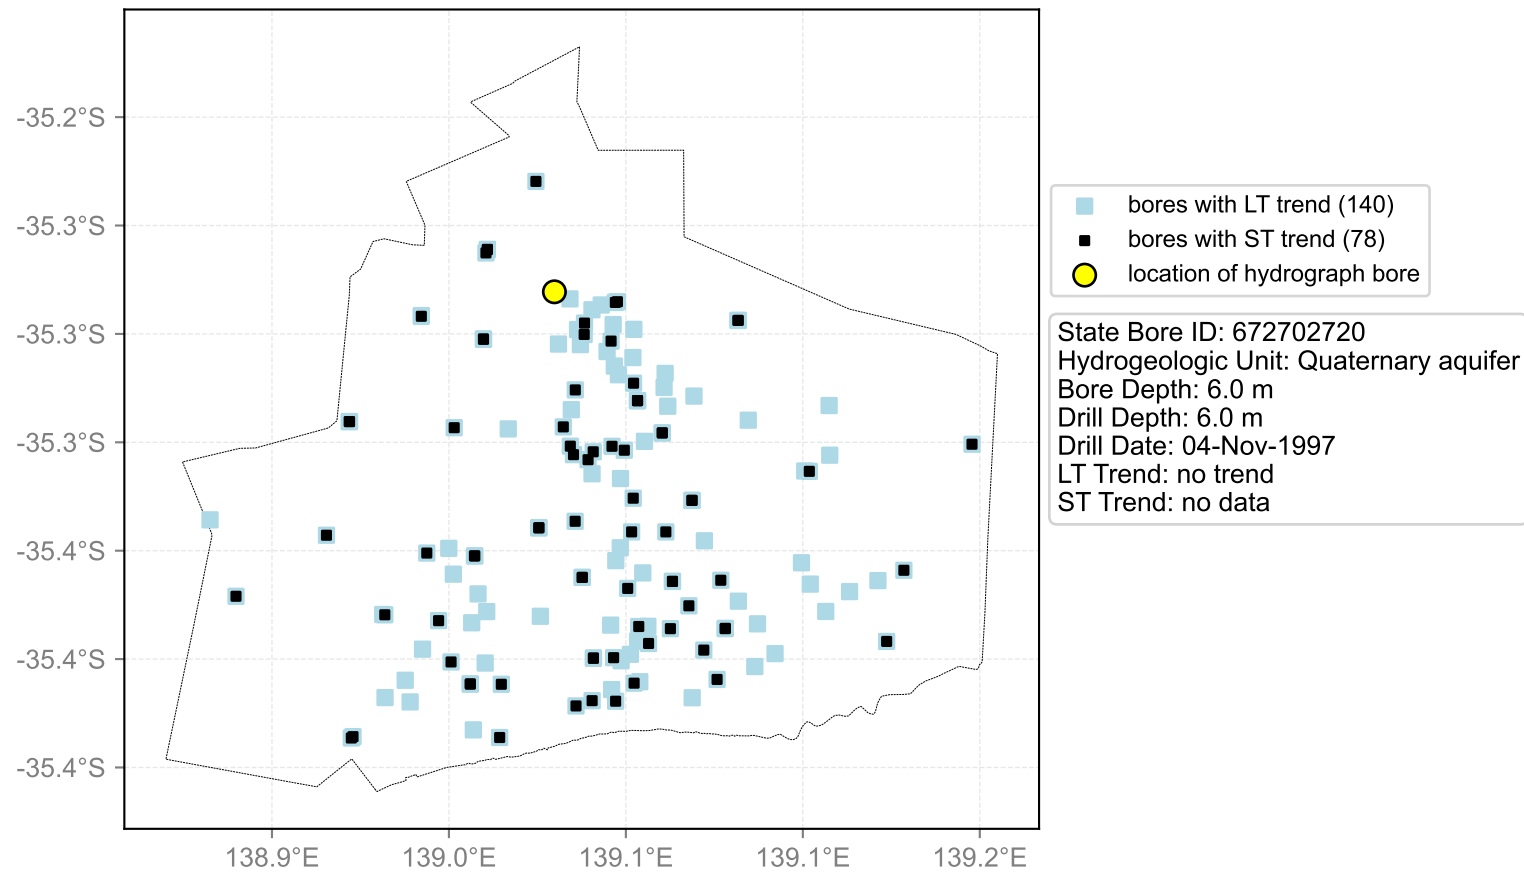 -35.2°S
-35.3°S
-35.3°S
-35.3°S
-35.4°S
-35.4°S
-35.4°S
138.9°E
139.0°E
139.1°E
139.1°E
139.2°E
bores with LT trend (140)
bores with ST trend (78)
location of hydrograph bore
State Bore ID: 672702720
Hydrogeologic Unit: Quaternary aquifer
Bore Depth: 6.0 m
Drill Depth: 6.0 m
Drill Date: 04-Nov-1997
LT Trend: no trend
ST Trend: no data